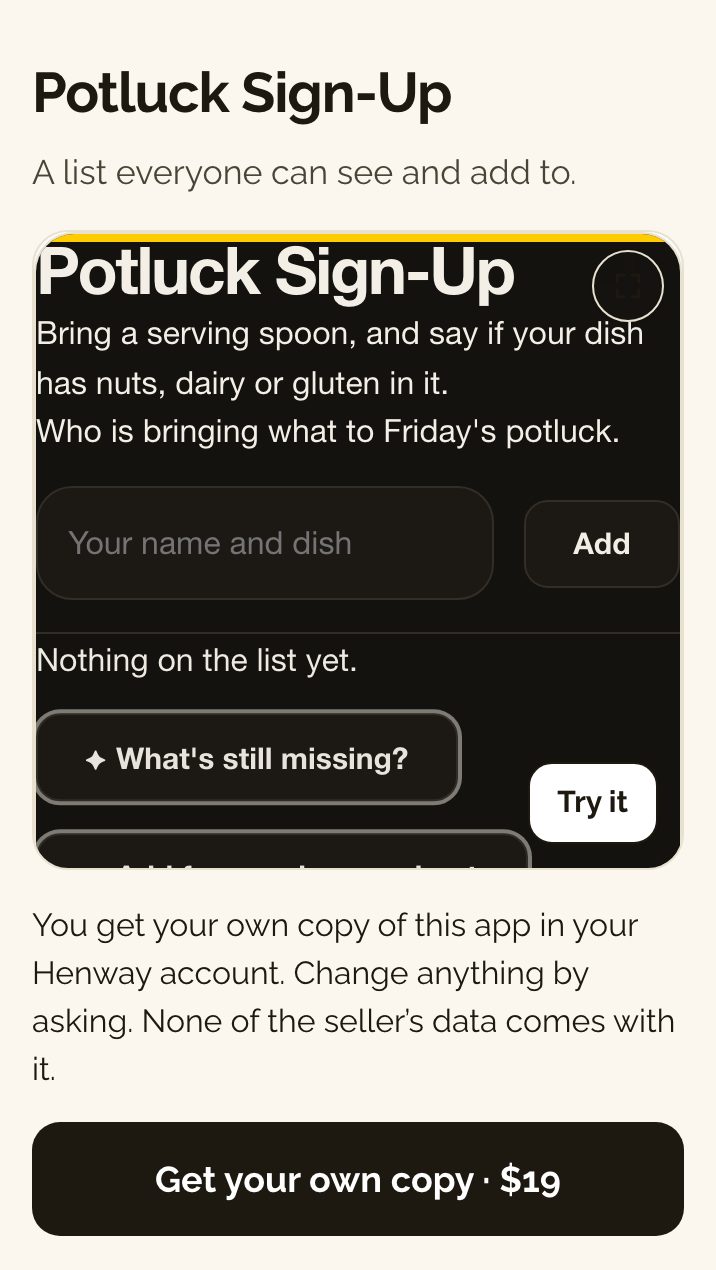 Potluck Sign-Up
A list everyone can see and add to.
Potluck Sign-Up
Bring a serving spoon, and say if your dish
has nuts, dairy or gluten in it.
Who is bringing what to Friday's potluck.
Your name and dish
Add
Nothing on the list yet.
✦ What's still missing?
Try it
You get your own copy of this app in your
Henway account. Change anything by
asking. None of the seller’s data comes with
it.
Get your own copy · $19